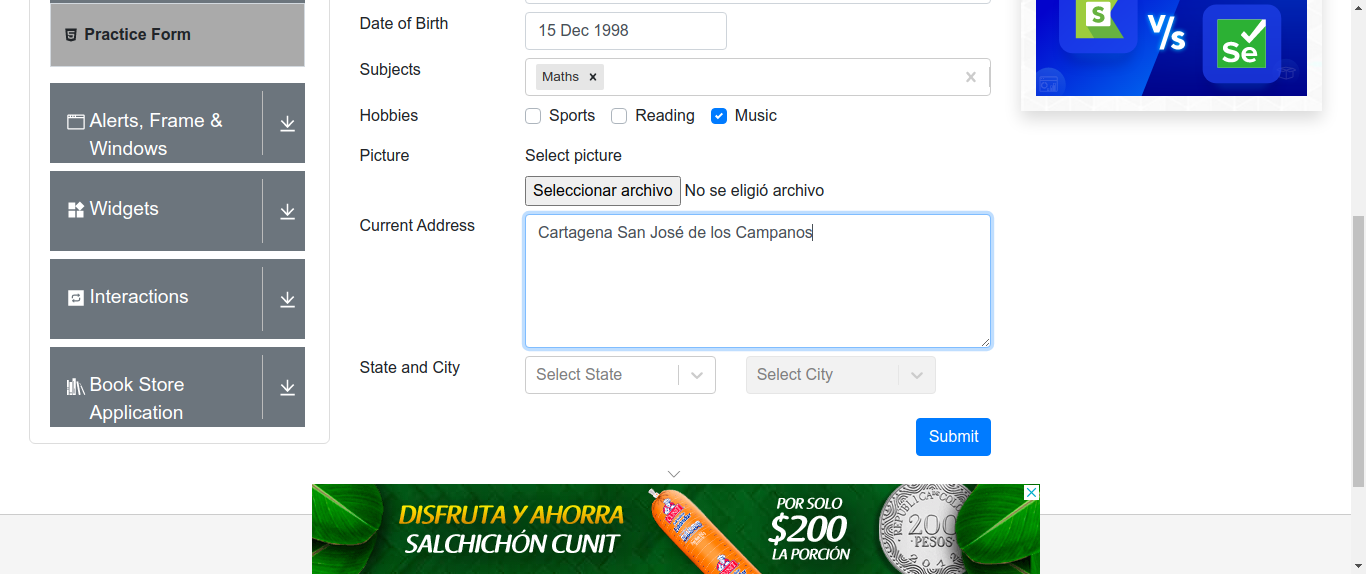 Practice Form
Alerts, Frame &
Windows
Widgets
Interactions
Book Store
Application
Date of Birth
15 Dec 1998
Subjects
Maths
Hobbies
Sports
Reading
Music
Picture
Select picture
Seleccionar archivo
No se eligió archivo
Current Address
Cartagena San José de los Campanos
State and City
Select State
Select City
Submit
S
V/s
Se
DISFRUTA Y AHORRA
SALCHICHÓN CUNIT
POR SOLO
$200
LA PORCIÓN
200
PESOS